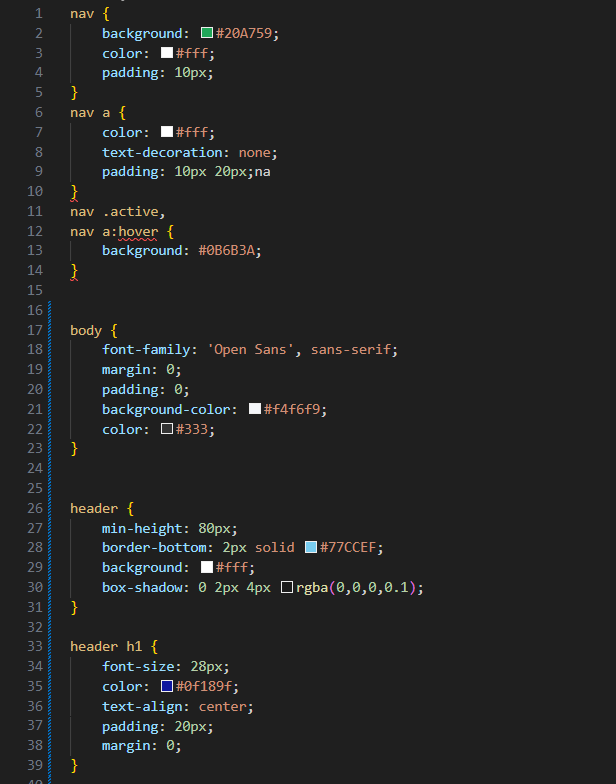 1 nav {
2     background: #20A759;
3     color: #fff;
4     padding: 10px;
5 }
6 nav a {
7     color: #fff;
8     text-decoration: none;
9     padding: 10px 20px;na
10 }
11 nav .active,
12 nav a:hover {
13     background: #0B6B3A;
14 }
15
16
17 body {
18     font-family: 'Open Sans', sans-serif;
19     margin: 0;
20     padding: 0;
21     background-color: #f4f6f9;
22     color: #333;
23 }
24
25
26 header {
27     min-height: 80px;
28     border-bottom: 2px solid #77CCEF;
29     background: #fff;
30     box-shadow: 0 2px 4px rgba(0,0,0,0.1);
31 }
32
33 header h1 {
34     font-size: 28px;
35     color: #0f189f;
36     text-align: center;
37     padding: 20px;
38     margin: 0;
39 }
40